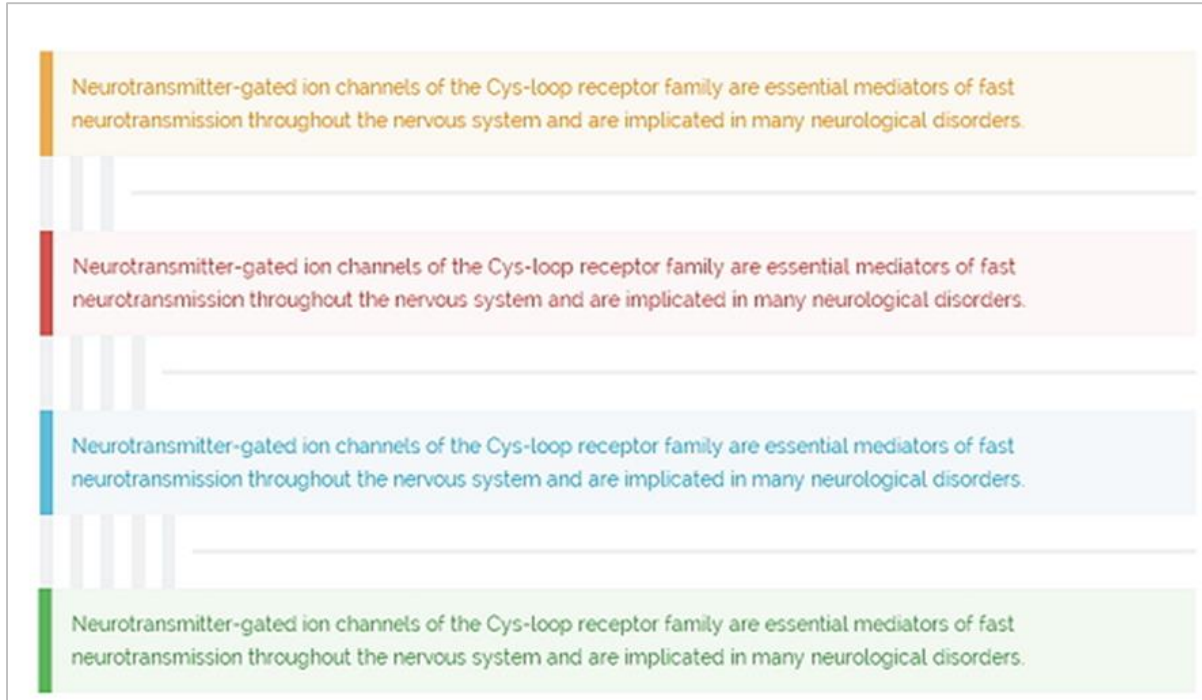 Neurotransmitter-gated ion channels of the Cys-loop receptor family are essential mediators of fast
neurotransmission throughout the nervous system and are implicated in many neurological disorders.
Neurotransmitter-gated ion channels of the Cys-loop receptor family are essential mediators of fast
neurotransmission throughout the nervous system and are implicated in many neurological disorders.
Neurotransmitter-gated ion channels of the Cys-loop receptor family are essential mediators of fast
neurotransmission throughout the nervous system and are implicated in many neurological disorders.
Neurotransmitter-gated ion channels of the Cys-loop receptor family are essential mediators of fast
neurotransmission throughout the nervous system and are implicated in many neurological disorders.